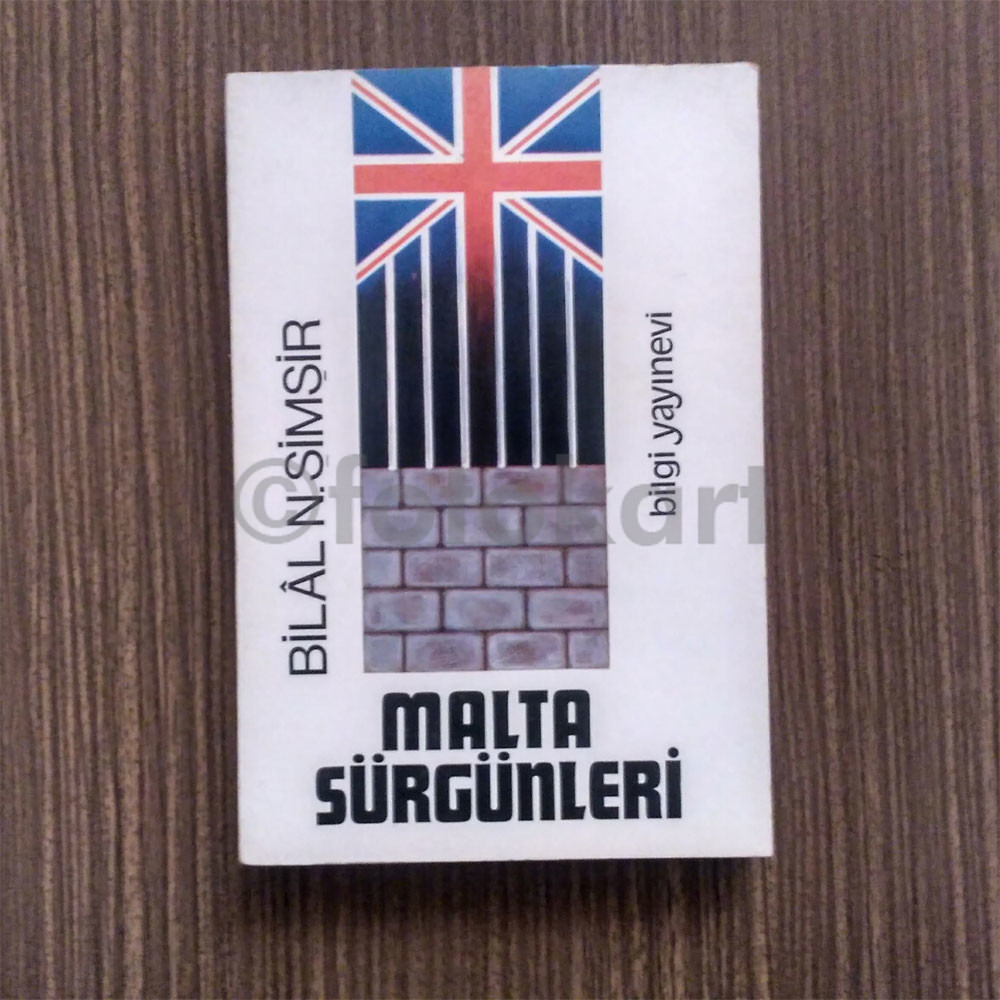 BİLÂL N. ŞİMŞİR
bilgi yayınevi
MALTA
SÜRGÜNLERİ
©fotokart